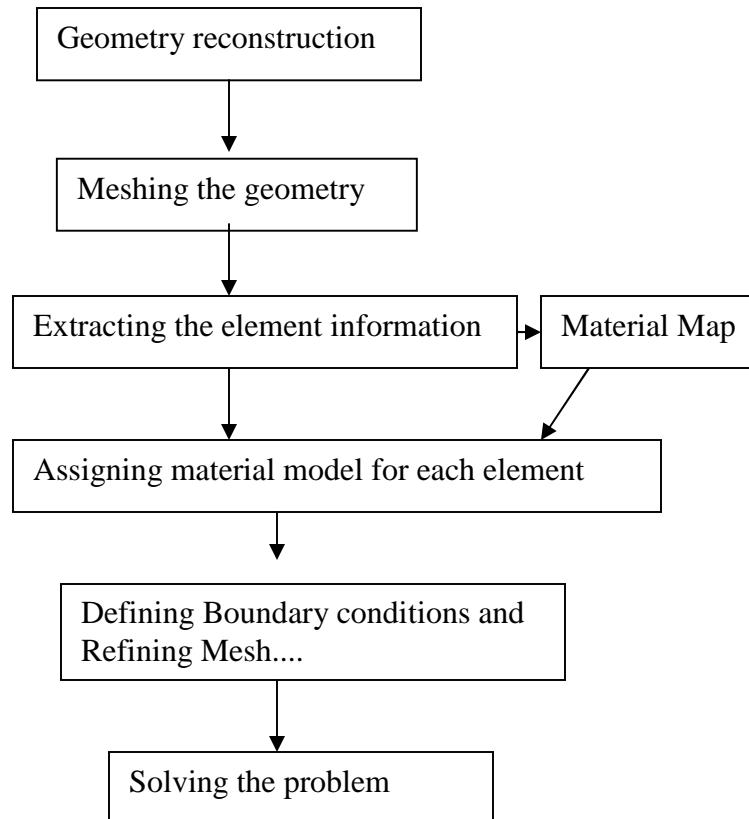 Geometry reconstruction
Meshing the geometry
Extracting the element information
Material Map
Assigning material model for each element
Defining Boundary conditions and
Refining Mesh....
Solving the problem